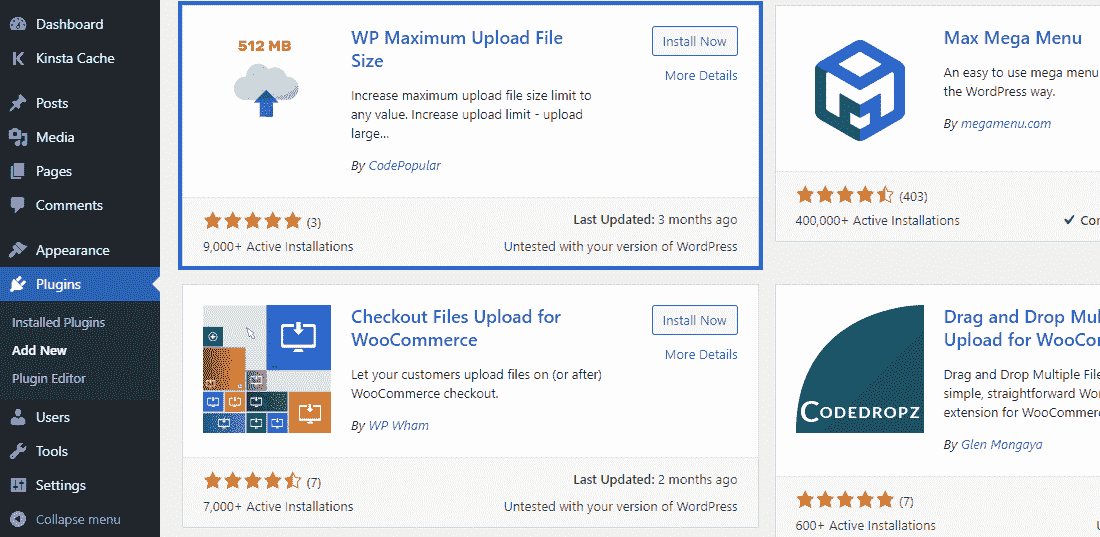 Dashboard
Kinsta Cache
Posts
Media
Pages
Comments
Appearance
Plugins
Installed Plugins
Add New
Plugin Editor
Users
Tools
Settings
Collapse menu
512 MB
WP Maximum Upload File
Size
Install Now
More Details
Increase maximum upload file size limit to
any value. Increase upload limit - upload
large...
By CodePopular
(3)
Last Updated: 3 months ago
9,000+ Active Installations
Untested with your version of WordPress
Max Mega Menu
An easy to use mega menu
the WordPress way.
By megamenu.com
(403)
400,000+ Active Installations
Checkout Files Upload for
WooCommerce
Install Now
More Details
Let your customers upload files on (or after)
WooCommerce checkout.
By WP Wham
(7)
Last Updated: 2 months ago
7,000+ Active Installations
Untested with your version of WordPress
CODEDROPZ
Drag and Drop Mul
Upload for WooCo
Drag and Drop Multiple File
simple, straightforward Wo
extension for WooCommerc
By Glen Mongaya
(7)
600+ Active Installations